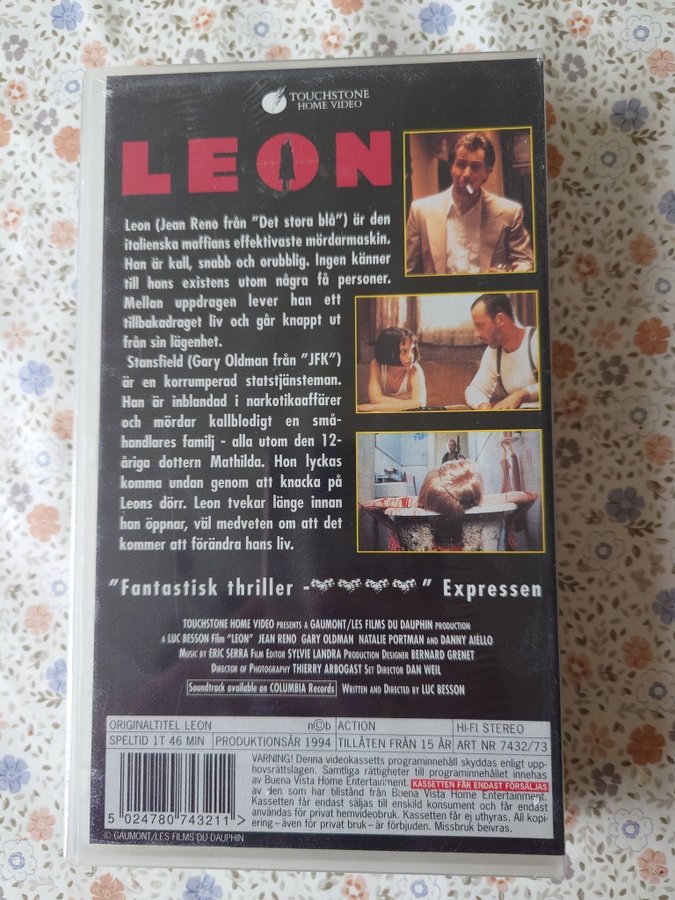 TOUCHSTONE
HOME VIDEO
LEON
Leon (Jean Reno från "Det stora blå") är den
italienska maffians effektivaste mördarmaskin.
Han är kall, snabb och orubblig. Ingen känner
till hans existens utom några få personer.
Mellan uppdragen lever han ett
tillbakadraget liv och går knappt ut
från sin lägenhet.
Stansfield (Gary Oldman från "JFK")
är en korrumperad statstjänsteman.
Han är inblandad i narkotikaaffärer
och mördar kallblodigt en små-
handlares familj - alla utom den 12-
åriga dottern Mathilda. Hon lyckas
komma undan genom att knacka på
Leons dörr. Leon tvekar länge innan
han öppnar, väl medveten om att det
kommer att förändra hans liv.
"Fantastisk thriller - " Expressen
TOUCHSTONE HOME VIDEO PRESENTS A GAUMONT/LES FILMS DU DAUPHIN PRODUCTION
A LUC BESSON Film "LEON" JEAN RENO GARY OLDMAN NATALIE PORTMAN AND DANNY AIËLLO
MUSIC BY ERIC SERRA FILM EDITOR SYLVIE LANDRA PRODUCTION DESIGNER BERNARD GRENET
DIRECTOR OF PHOTOGRAPHY THIERRY ARBOGAST SET DIRECTOR DAN WEIL
Soundtrack available on COLUMBIA Records WRITTEN AND DIRECTED BY LUC BESSON
ORIGINALTITEL LEON n©b ACTION HI-FI STEREO
SPELTID 1T 46 MIN PRODUKTIONSÅR 1994 TILLÅTEN FRÅN 15 ÅR ART NR 7432/73
VARNING! Denna videokassetts programinnehåll skyddas enligt upp-
hovsrättslagen. Samtliga rättigheter till programinnehållet innehas
av Buena Vista Home Entertainment. KASSETTEN FÅR ENDAST FÖRSÄLJAS
av den som har tillstånd från Buena Vista Home Entertainment.
Kassetten får endast säljas till enskild konsument och får endast
användas för privat hemvideobruk. Kassetten får ej uthyras. All kopi-
ering – även för privat bruk – är förbjuden. Missbruk beivras.
5 024780 743211 >
© GAUMONT/LES FILMS DU DAUPHIN